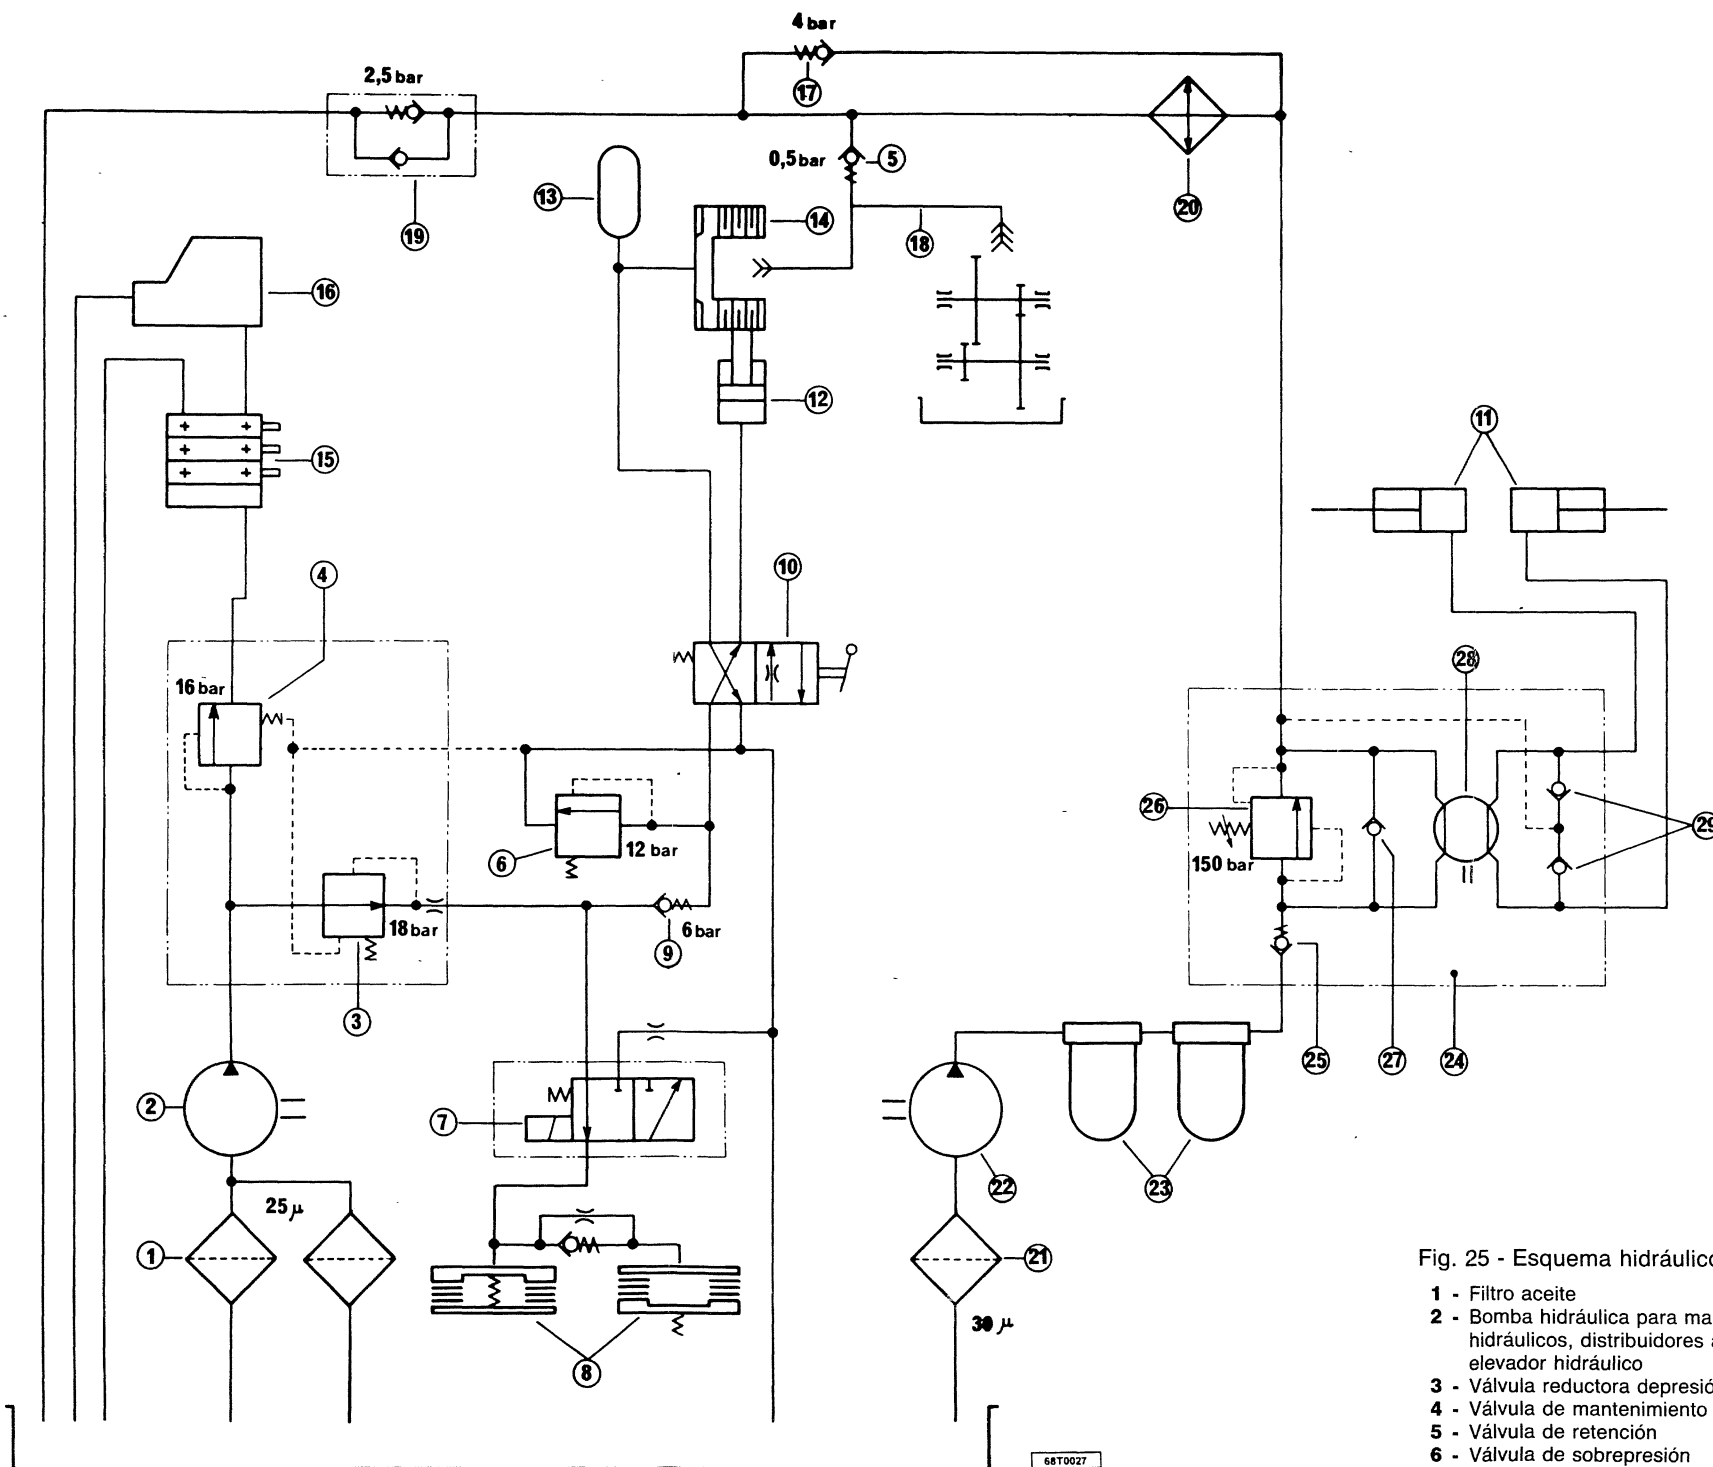 4 bar
17
2,5 bar
19
0,5 bar
5
13
14
18
20
16
12
11
15
4
10
28
16 bar
26
29
6
12 bar
150 bar
18 bar
6 bar
9
3
25
27
24
2
7
22
23
25 μ
1
21
8
68T0027
Fig. 25 - Esquema hidráulico
1 - Filtro aceite
2 - Bomba hidráulica para
hidráulicos, distribuidores
elevador hidráulico
3 - Válvula reductora
4 - Válvula de mantenimiento
5 - Válvula de retención
6 - Válvula de sobrepresión